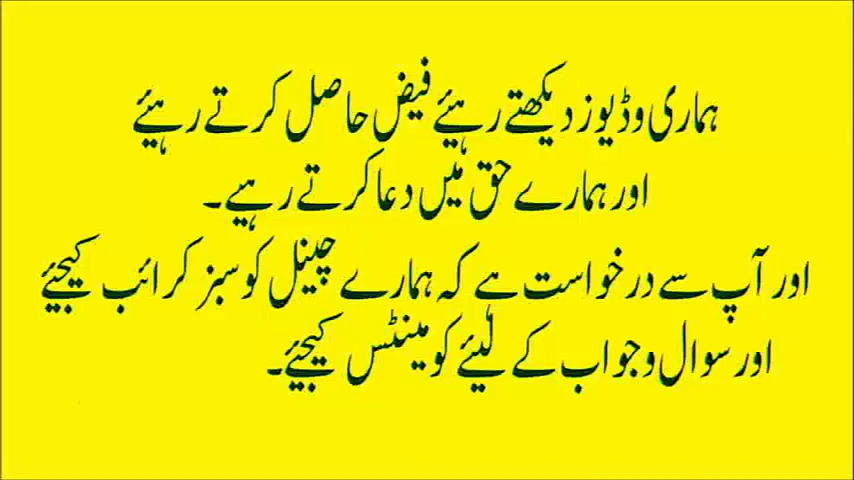 ہماری وڈیوز دیکھتے رہیئے فیض حاصل کرتے رہیئے
اور ہمارے حق میں دعا کرتے رہیے۔
اور آپ سے درخواست ہے کہ ہمارے چینل کو سبز کرائب کیجیئے
اور سوال وجواب کے لیئے کومینٹس کیجیئے۔